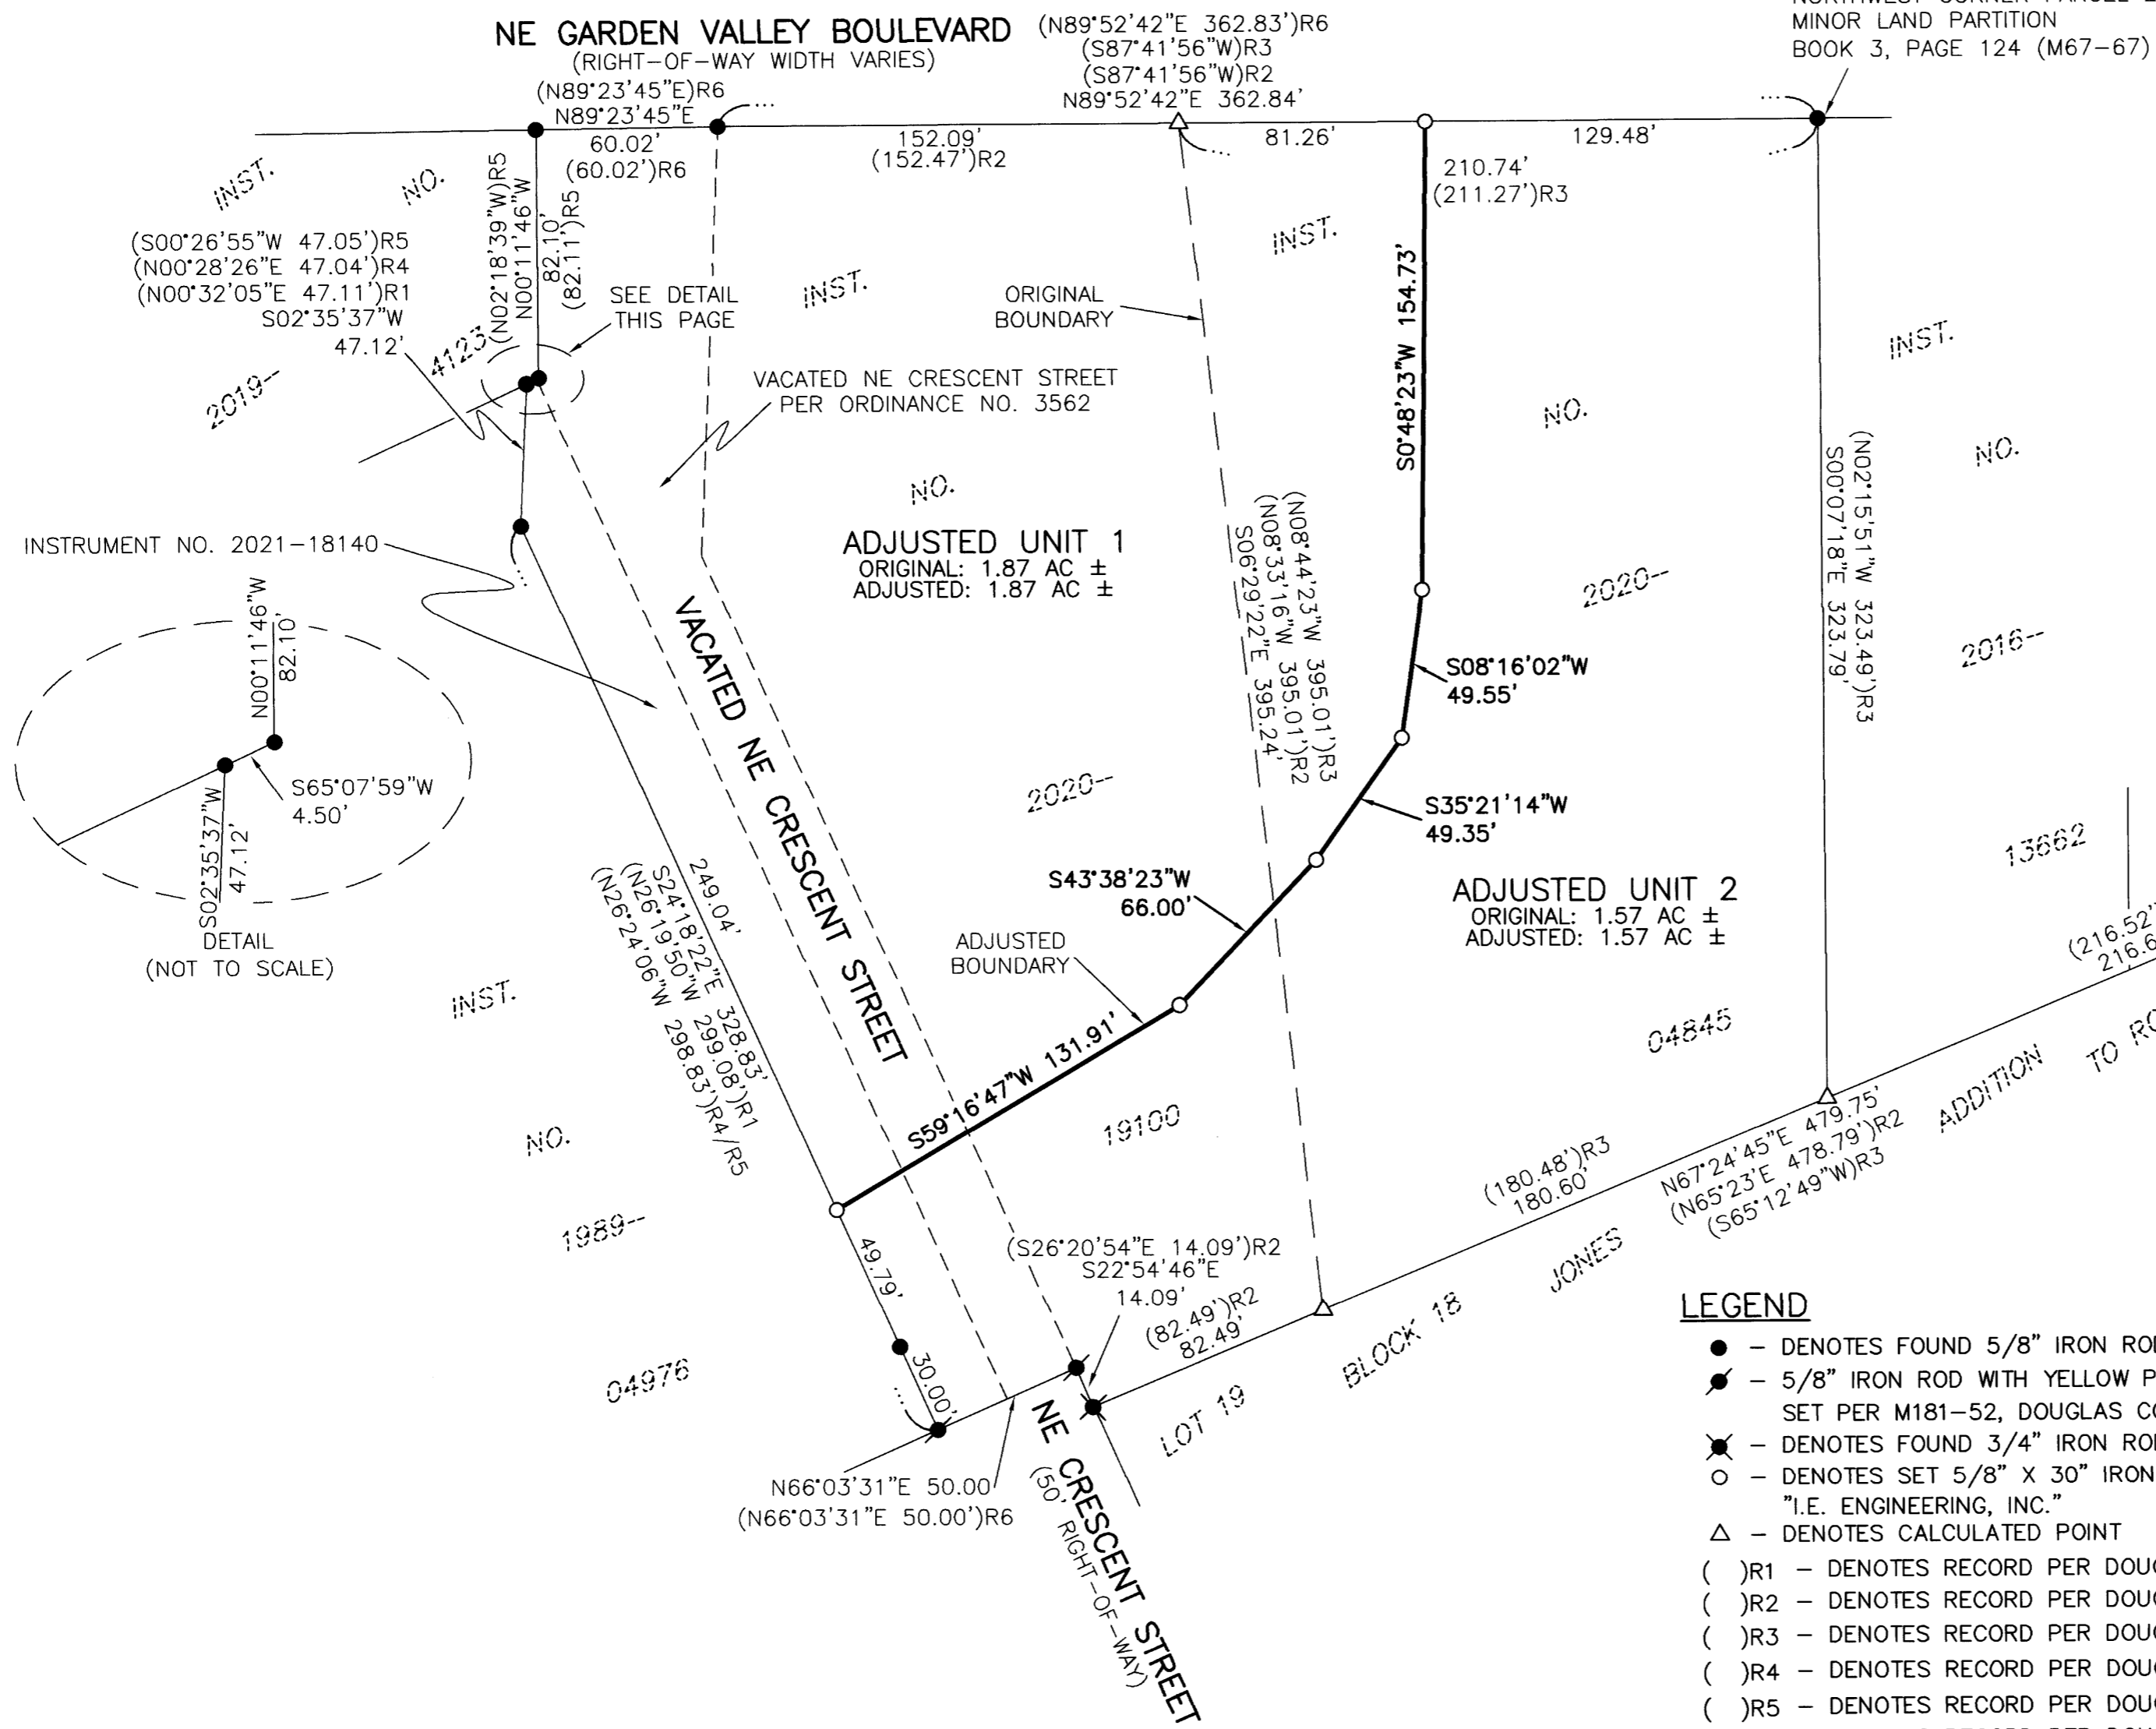 NE GARDEN VALLEY BOULEVARD
(RIGHT-OF-WAY WIDTH VARIES)
(N89°23'45"E)R6
N89°23'45"E
60.02'
(60.02')R6
(N89°52'42"E 362.83')R6
(S87°41'56"W)R3
(S87°41'56"W)R2
N89°52'42"E 362.84'
152.09'
(152.47')R2
81.26'
129.48'
210.74'
(211.27')R3
MINOR LAND PARTITION
BOOK 3, PAGE 124 (M67-67)
INST.
NO.
2019--
4123
(S00°26'55"W 47.05')R5
(N00°28'26"E 47.04')R4
(N00°32'05"E 47.11')R1
S02°35'37"W
47.12'
(N02°18'39"W)R5
N00°11'46"W
82.10'
(82.11')R5
SEE DETAIL
THIS PAGE
VACATED NE CRESCENT STREET
PER ORDINANCE NO. 3562
ORIGINAL
BOUNDARY
INST.
NO.
2020--
19100
INST.
NO.
2020--
04845
INST.
NO.
2016--
13662
S0°48'23"W 154.73'
(N02°15'51"W 323.49')R3
S00°07'18"E 323.79'
INSTRUMENT NO. 2021-18140
ADJUSTED UNIT 1
ORIGINAL: 1.87 AC ±
ADJUSTED: 1.87 AC ±
(N08°44'23"W 395.01')R3
(N08°33'16"W 395.01')R2
S06°29'22"E 395.24'
S08°16'02"W
49.55'
S35°21'14"W
49.35'
S43°38'23"W
66.00'
ADJUSTED UNIT 2
ORIGINAL: 1.57 AC ±
ADJUSTED: 1.57 AC ±
ADJUSTED
BOUNDARY
S59°16'47"W 131.91'
VACATED NE CRESCENT STREET
N00°11'46"W
82.10'
S65°07'59"W
4.50'
S02°35'37"W
47.12'
DETAIL
(NOT TO SCALE)
249.04'
S24°18'22"E 328.83'
(N26°19'50"W 299.08')R1
(N26°24'06"W 298.83')R4/R5
INST.
NO.
1989--
04976
49.79'
30.00'
(S26°20'54"E 14.09')R2
S22°54'46"E
14.09'
(82.49')R2
82.49'
(180.48')R3
180.60'
N67°24'45"E 479.75'
(N65°23'E 478.79')R2
(S65°12'49"W)R3
(216.52'
216.6
LOT 19
BLOCK 18
JONES
ADDITION
TO RO
N66°03'31"E 50.00
(N66°03'31"E 50.00')R6
NE CRESCENT STREET
(50' RIGHT-OF-WAY)
LEGEND
– DENOTES FOUND 5/8" IRON ROD
– 5/8" IRON ROD WITH YELLOW P
SET PER M181-52, DOUGLAS CO
– DENOTES FOUND 3/4" IRON ROD
– DENOTES SET 5/8" X 30" IRON
"I.E. ENGINEERING, INC."
– DENOTES CALCULATED POINT
( )R1 – DENOTES RECORD PER DOUG
( )R2 – DENOTES RECORD PER DOUG
( )R3 – DENOTES RECORD PER DOUG
( )R4 – DENOTES RECORD PER DOUG
( )R5 – DENOTES RECORD PER DOUG